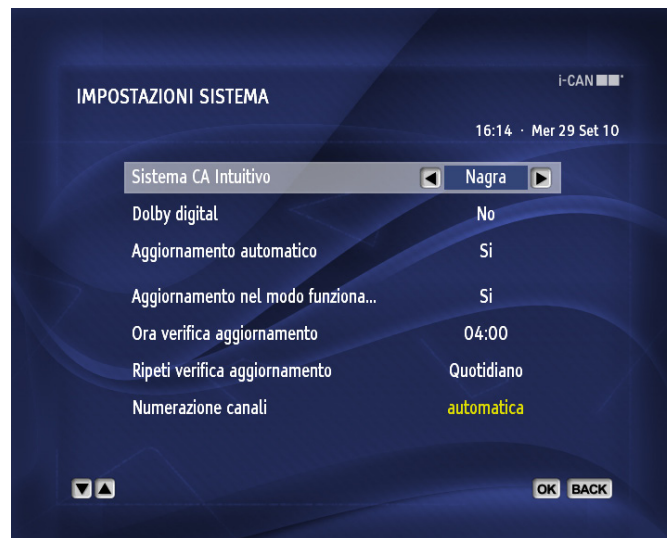 i-CAN
IMPOSTAZIONI SISTEMA
16:14 · Mer 29 Set 10
Sistema CA Intuitivo Nagra
Dolby digital No
Aggiornamento automatico Si
Aggiornamento nel modo funziona... Si
Ora verifica aggiornamento 04:00
Ripeti verifica aggiornamento Quotidiano
Numerazione canali automatica
OK BACK